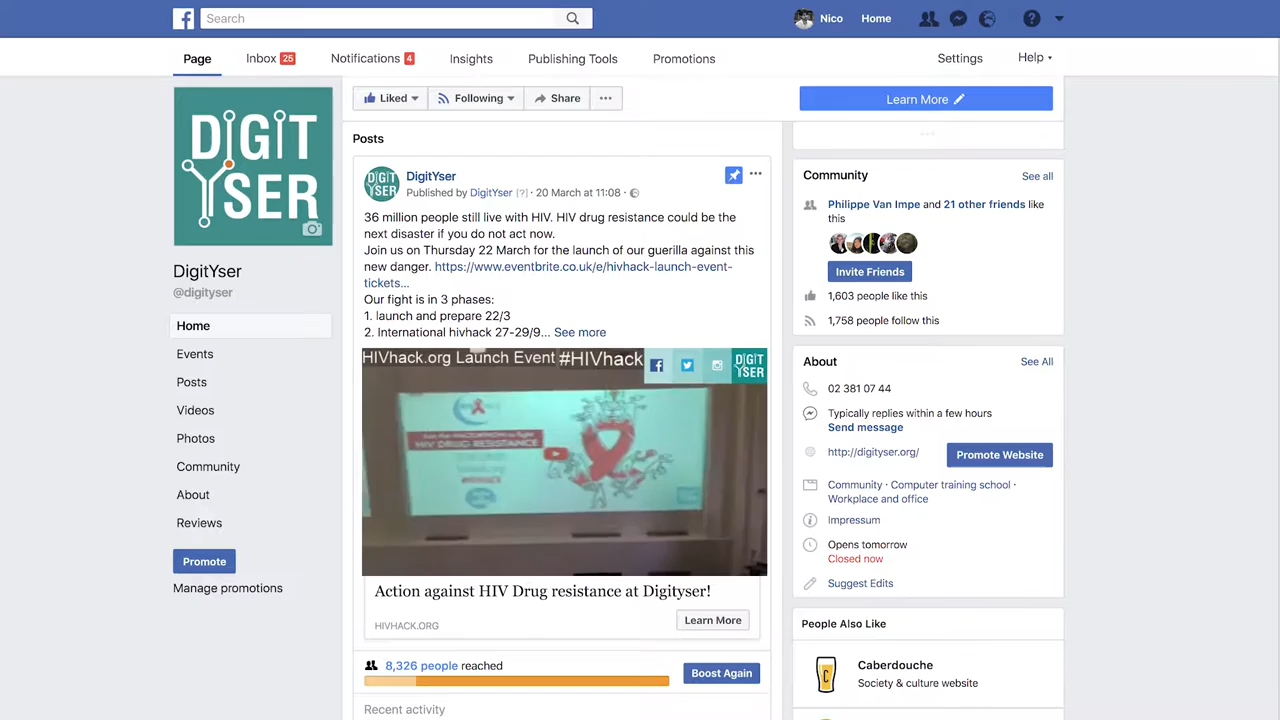 Search
Nico
Home
Page
Inbox 25
Notifications 4
Insights
Publishing Tools
Promotions
Settings
Help
DIGIT
YSER
DigitYser
@digityser
Home
Events
Posts
Videos
Photos
Community
About
Reviews
Promote
Manage promotions
Liked
Following
Share
Learn More
Posts
DIGIT
YSER
DigitYser
Published by DigitYser [?] · 20 March at 11:08 ·
36 million people still live with HIV. HIV drug resistance could be the
next disaster if you do not act now.
Join us on Thursday 22 March for the launch of our guerilla against this
new danger. https://www.eventbrite.co.uk/e/hivhack-launch-event-
tickets...
Our fight is in 3 phases:
1. launch and prepare 22/3
2. International hivhack 27-29/9... See more
HIVhack.org Launch Event #HIVhack
DIGIT
YSER
HIV DRUG RESISTANCE
Action against HIV Drug resistance at Digityser!
HIVHACK.ORG
Learn More
8,326 people reached
Boost Again
Recent activity
Community
See all
Philippe Van Impe and 21 other friends like
this
Invite Friends
1,603 people like this
1,758 people follow this
About
See All
02 381 07 44
Typically replies within a few hours
Send message
http://digityser.org/
Promote Website
Community · Computer training school ·
Workplace and office
Impressum
Opens tomorrow
Closed now
Suggest Edits
People Also Like
C
Caberdouche
Society & culture website